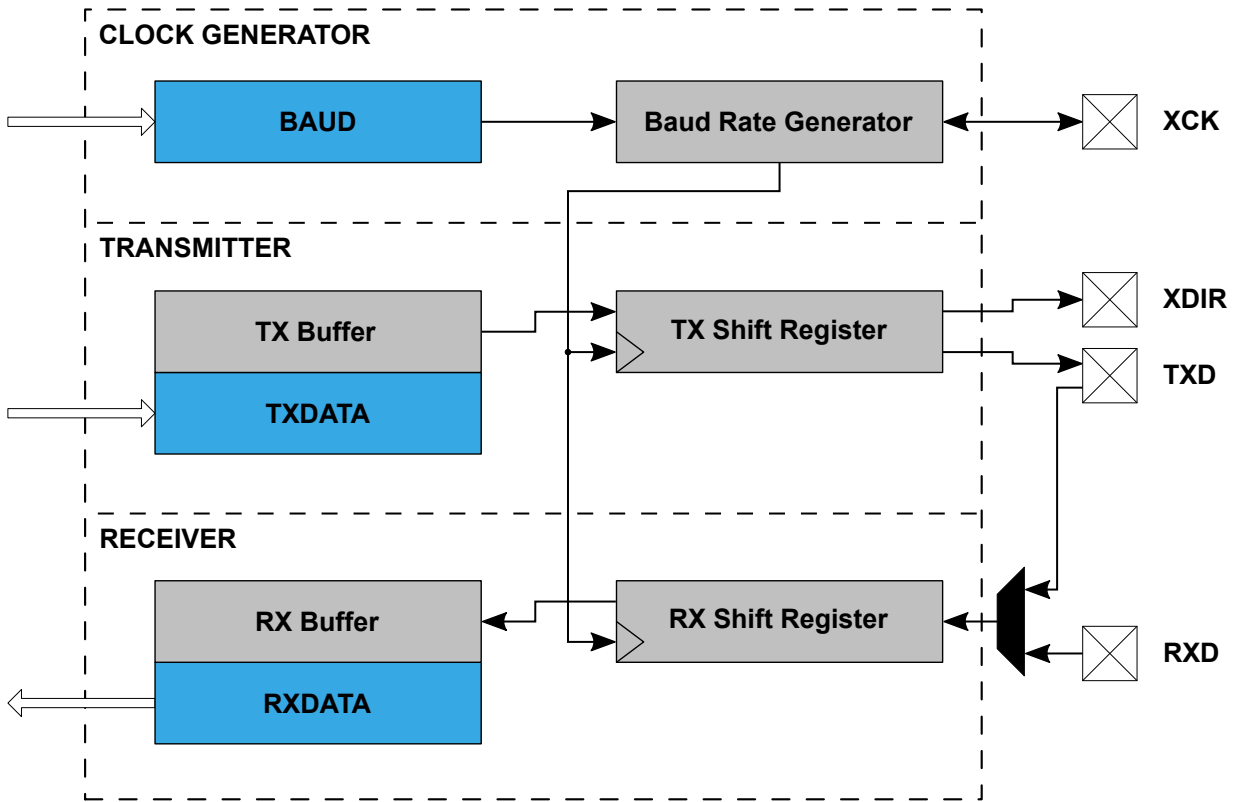 CLOCK GENERATOR
BAUD
Baud Rate Generator
XCK
TRANSMITTER
TX Buffer
TXDATA
TX Shift Register
XDIR
TXD
RECEIVER
RX Buffer
RXDATA
RX Shift Register
RXD